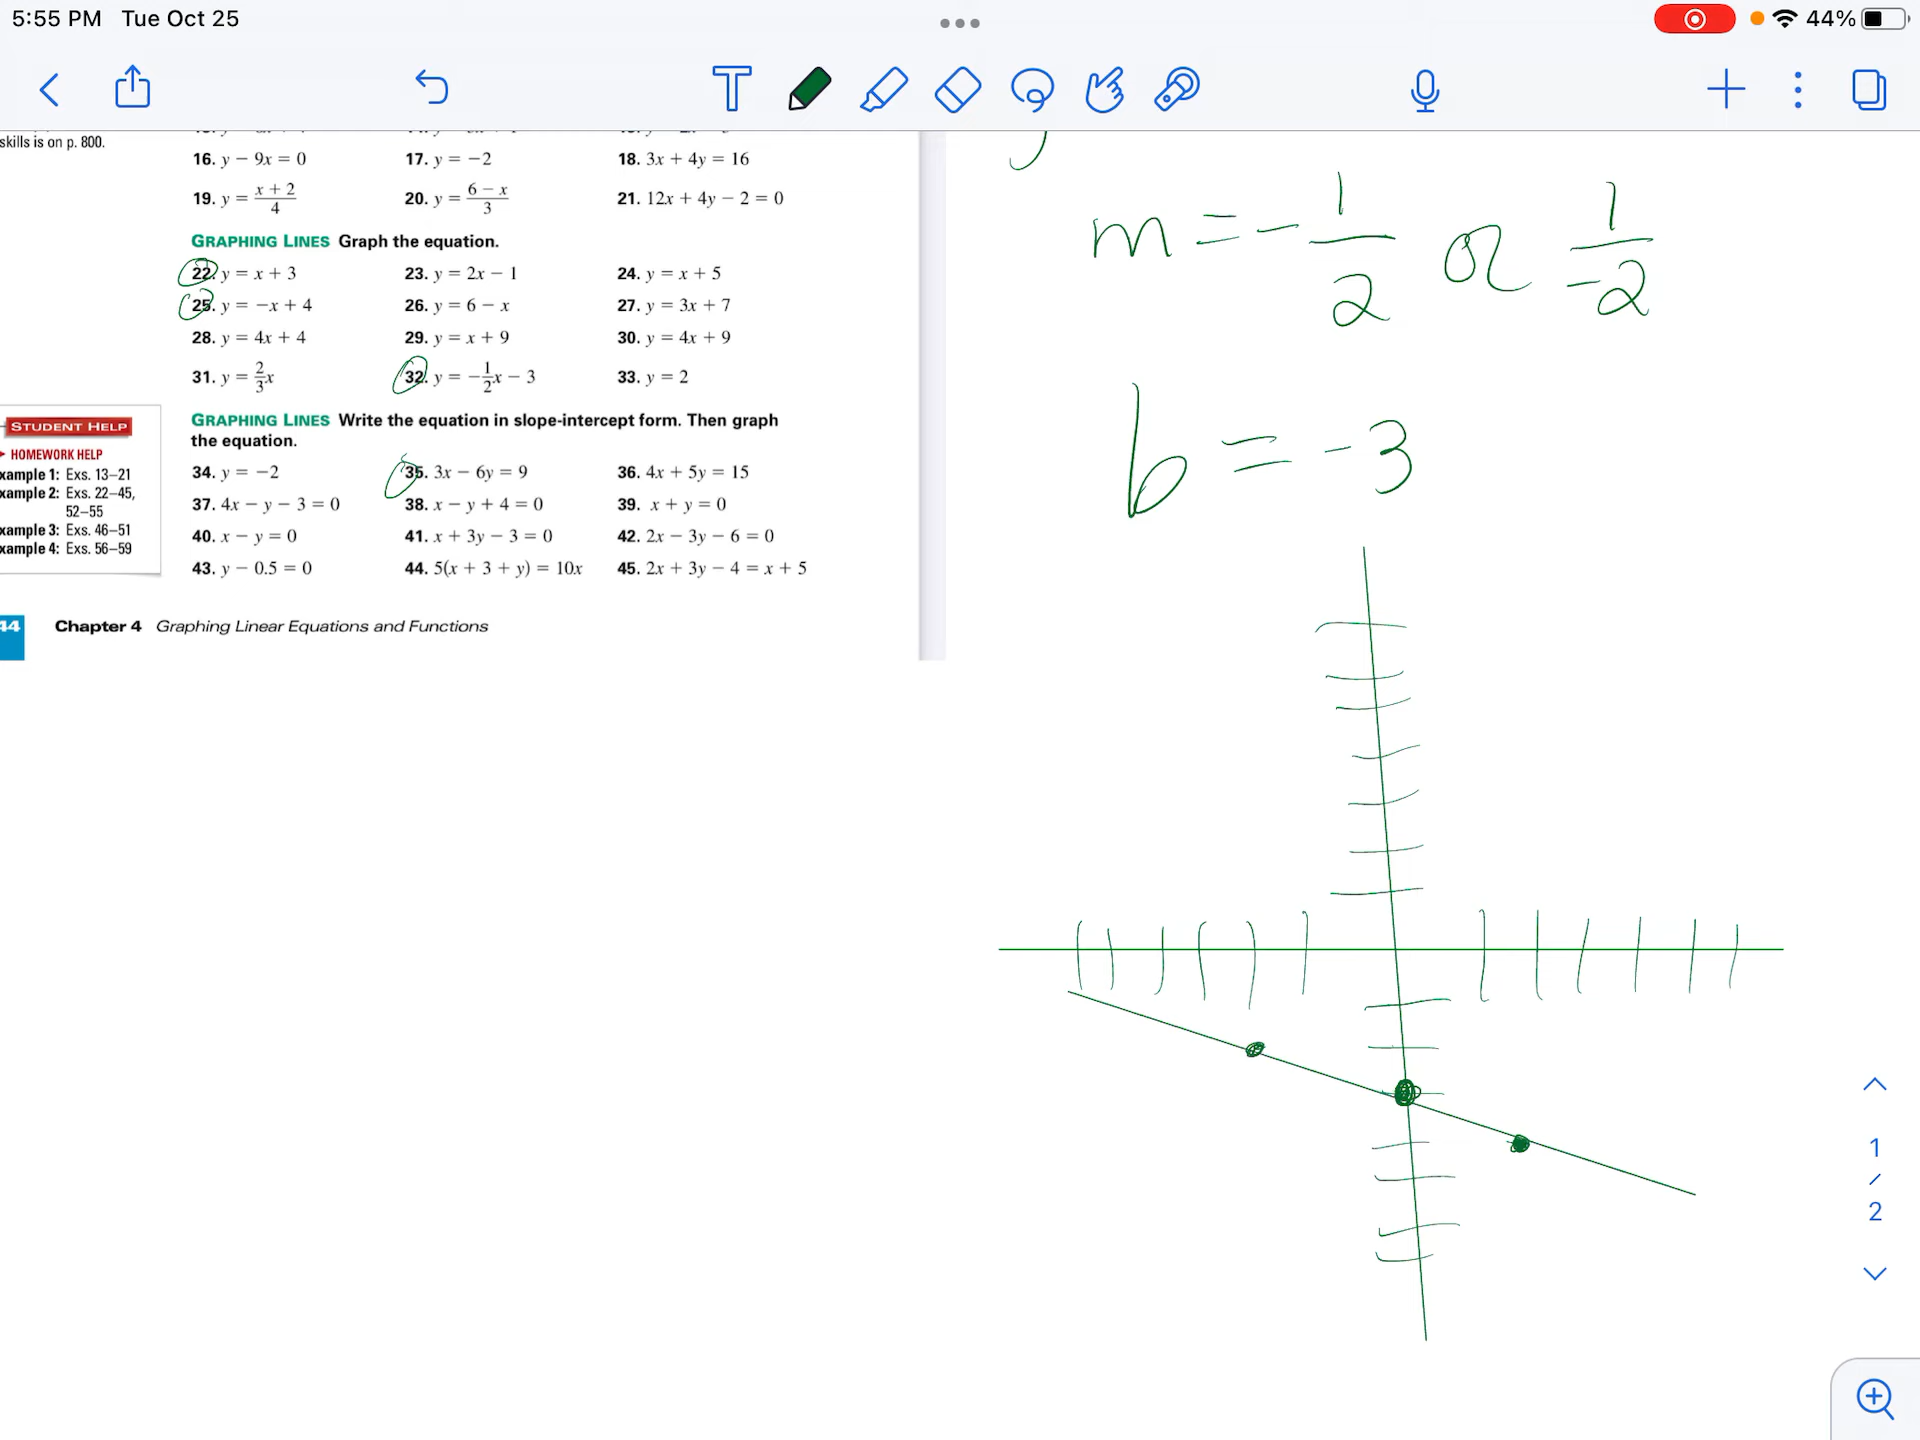 5:55 PM Tue Oct 25
44%
skills is on p. 800.
16. y − 9x = 0 17. y = −2 18. 3x + 4y = 16
19. y = (x + 2)/4 20. y = (6 − x)/3 21. 12x + 4y − 2 = 0
GRAPHING LINES Graph the equation.
22. y = x + 3 23. y = 2x − 1 24. y = x + 5
25. y = −x + 4 26. y = 6 − x 27. y = 3x + 7
28. y = 4x + 4 29. y = x + 9 30. y = 4x + 9
31. y = 2/3x 32. y = −1/2x − 3 33. y = 2
STUDENT HELP
HOMEWORK HELP
xample 1: Exs. 13–21
xample 2: Exs. 22–45,
52–55
xample 3: Exs. 46–51
xample 4: Exs. 56–59
GRAPHING LINES Write the equation in slope-intercept form. Then graph
the equation.
34. y = −2 35. 3x − 6y = 9 36. 4x + 5y = 15
37. 4x − y − 3 = 0 38. x − y + 4 = 0 39. x + y = 0
40. x − y = 0 41. x + 3y − 3 = 0 42. 2x − 3y − 6 = 0
43. y − 0.5 = 0 44. 5(x + 3 + y) = 10x 45. 2x + 3y − 4 = x + 5
44 Chapter 4 Graphing Linear Equations and Functions
m = −1/2 or 1/−2
b = −3
1
/
2